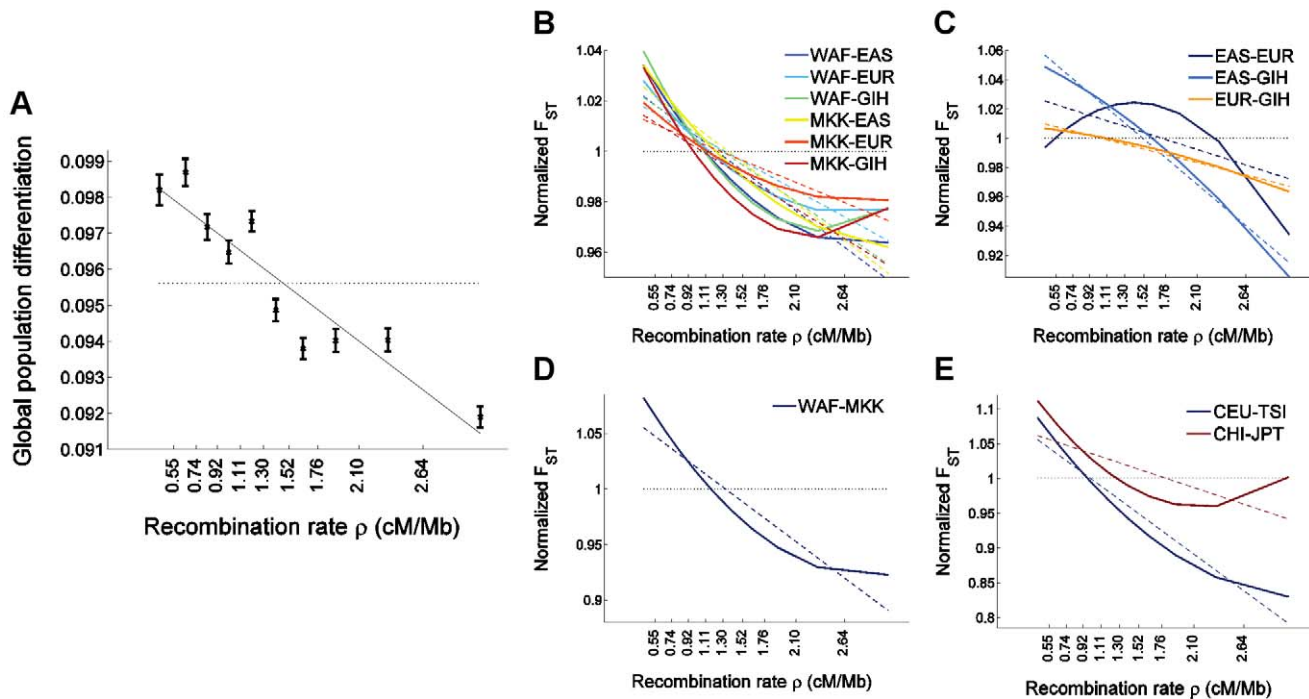 A
Global population differentiation
0.099
0.098
0.097
0.096
0.095
0.094
0.093
0.092
0.091
0.55
0.74
0.92
1.11
1.30
1.52
1.76
2.10
2.64
Recombination rate ρ (cM/Mb)
B
Normalized FST
1.04
1.02
1
0.98
0.96
WAF-EAS
WAF-EUR
WAF-GIH
MKK-EAS
MKK-EUR
MKK-GIH
0.55
0.74
0.92
1.11
1.30
1.52
1.76
2.10
2.64
Recombination rate ρ (cM/Mb)
C
Normalized FST
1.06
1.04
1.02
1
0.98
0.96
0.94
0.92
EAS-EUR
EAS-GIH
EUR-GIH
0.55
0.74
0.92
1.11
1.30
1.52
1.76
2.10
2.64
Recombination rate ρ (cM/Mb)
D
Normalized FST
1.05
1
0.95
0.9
WAF-MKK
0.55
0.74
0.92
1.11
1.30
1.52
1.76
2.10
2.64
Recombination rate ρ (cM/Mb)
E
Normalized FST
1.1
1.05
1
0.95
0.9
0.85
0.8
CEU-TSI
CHI-JPT
0.55
0.74
0.92
1.11
1.30
1.52
1.76
2.10
2.64
Recombination rate ρ (cM/Mb)